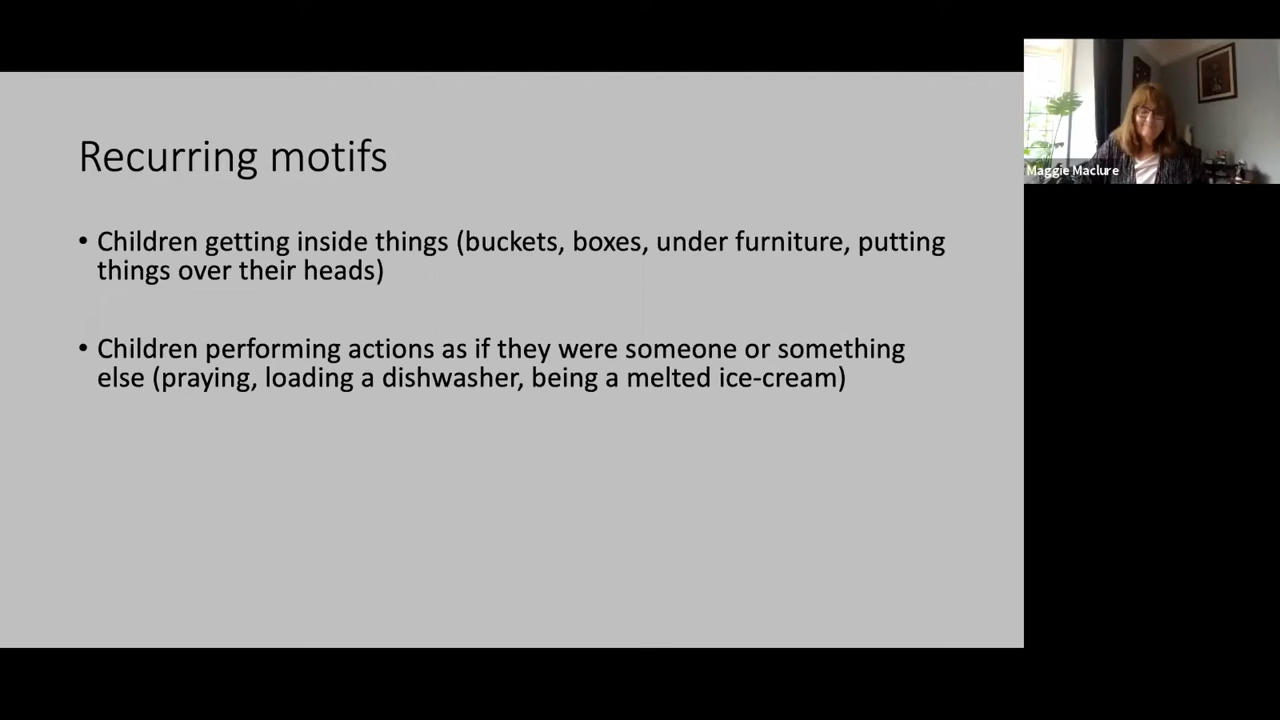 Recurring motifs
• Children getting inside things (buckets, boxes, under furniture, putting
things over their heads)
• Children performing actions as if they were someone or something
else (praying, loading a dishwasher, being a melted ice-cream)
Maggie Maclure